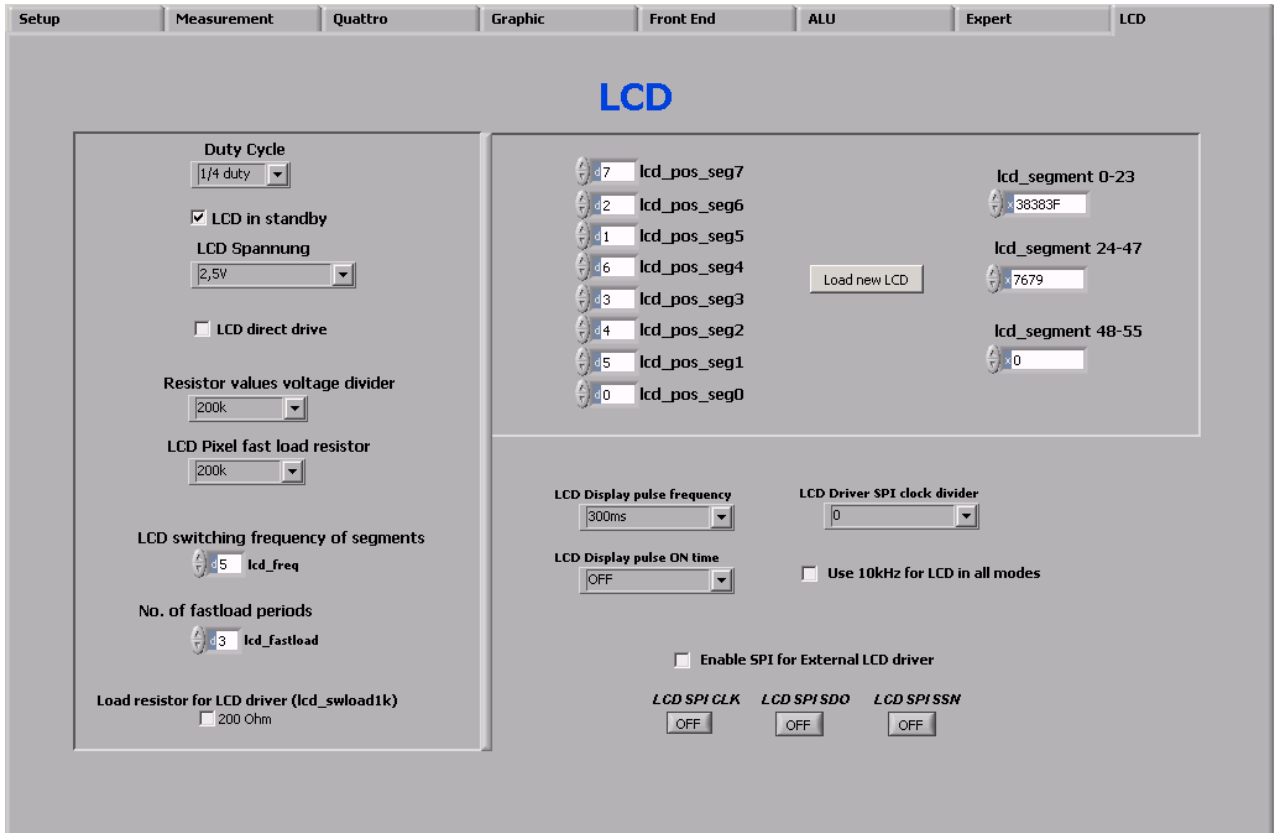 Setup Measurement Quattro Graphic Front End ALU Expert LCD
LCD
Duty Cycle
1/4 duty
LCD in standby
LCD Spannung
2,5V
LCD direct drive
Resistor values voltage divider
200k
LCD Pixel fast load resistor
200k
LCD switching frequency of segments
d 5 lcd_freq
No. of fastload periods
d 3 lcd_fastload
Load resistor for LCD driver (lcd_swload1k)
200 Ohm
d 7 lcd_pos_seg7
d 2 lcd_pos_seg6
d 1 lcd_pos_seg5
d 6 lcd_pos_seg4
d 3 lcd_pos_seg3
d 4 lcd_pos_seg2
d 5 lcd_pos_seg1
d 0 lcd_pos_seg0
Load new LCD
lcd_segment 0-23
x 38383F
lcd_segment 24-47
x 7679
lcd_segment 48-55
x 0
LCD Display pulse frequency
300ms
LCD Driver SPI clock divider
0
LCD Display pulse ON time
OFF
Use 10kHz for LCD in all modes
Enable SPI for External LCD driver
LCD SPI CLK LCD SPI SDO LCD SPI SSN
OFF OFF OFF